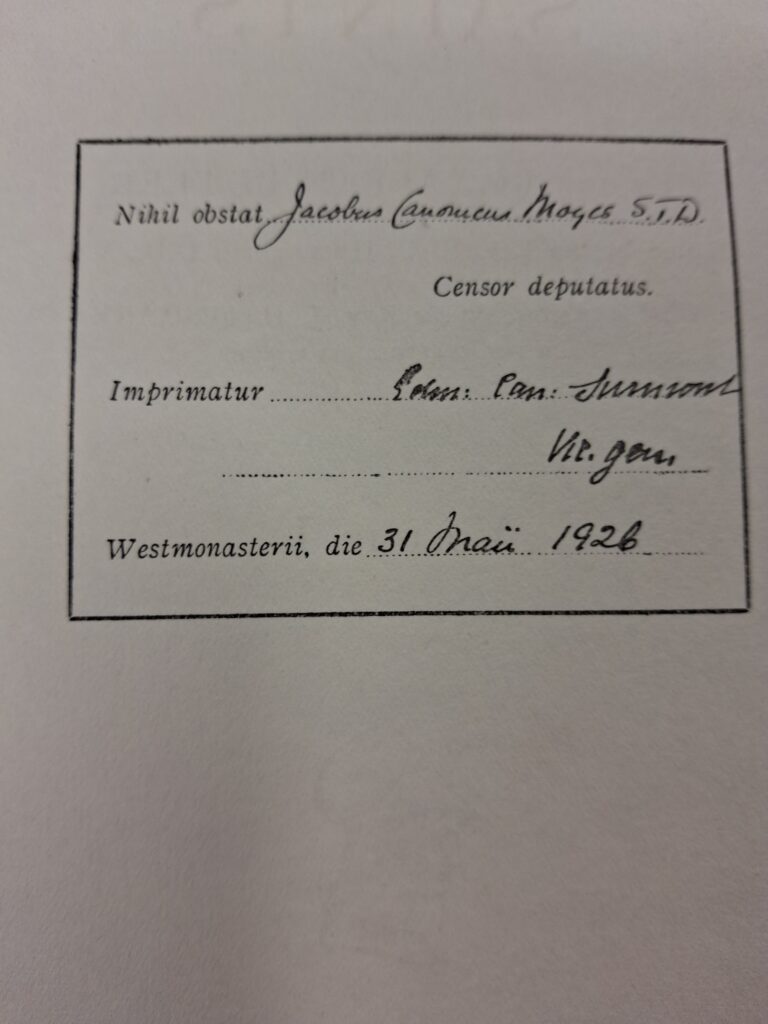 Nihil obstat Jacobus Canonicus Moyes S.T.D.
Censor deputatus.
Imprimatur Edm: Can: Surmont
Vic. gen.
Westmonasterii, die 31 Maii 1926